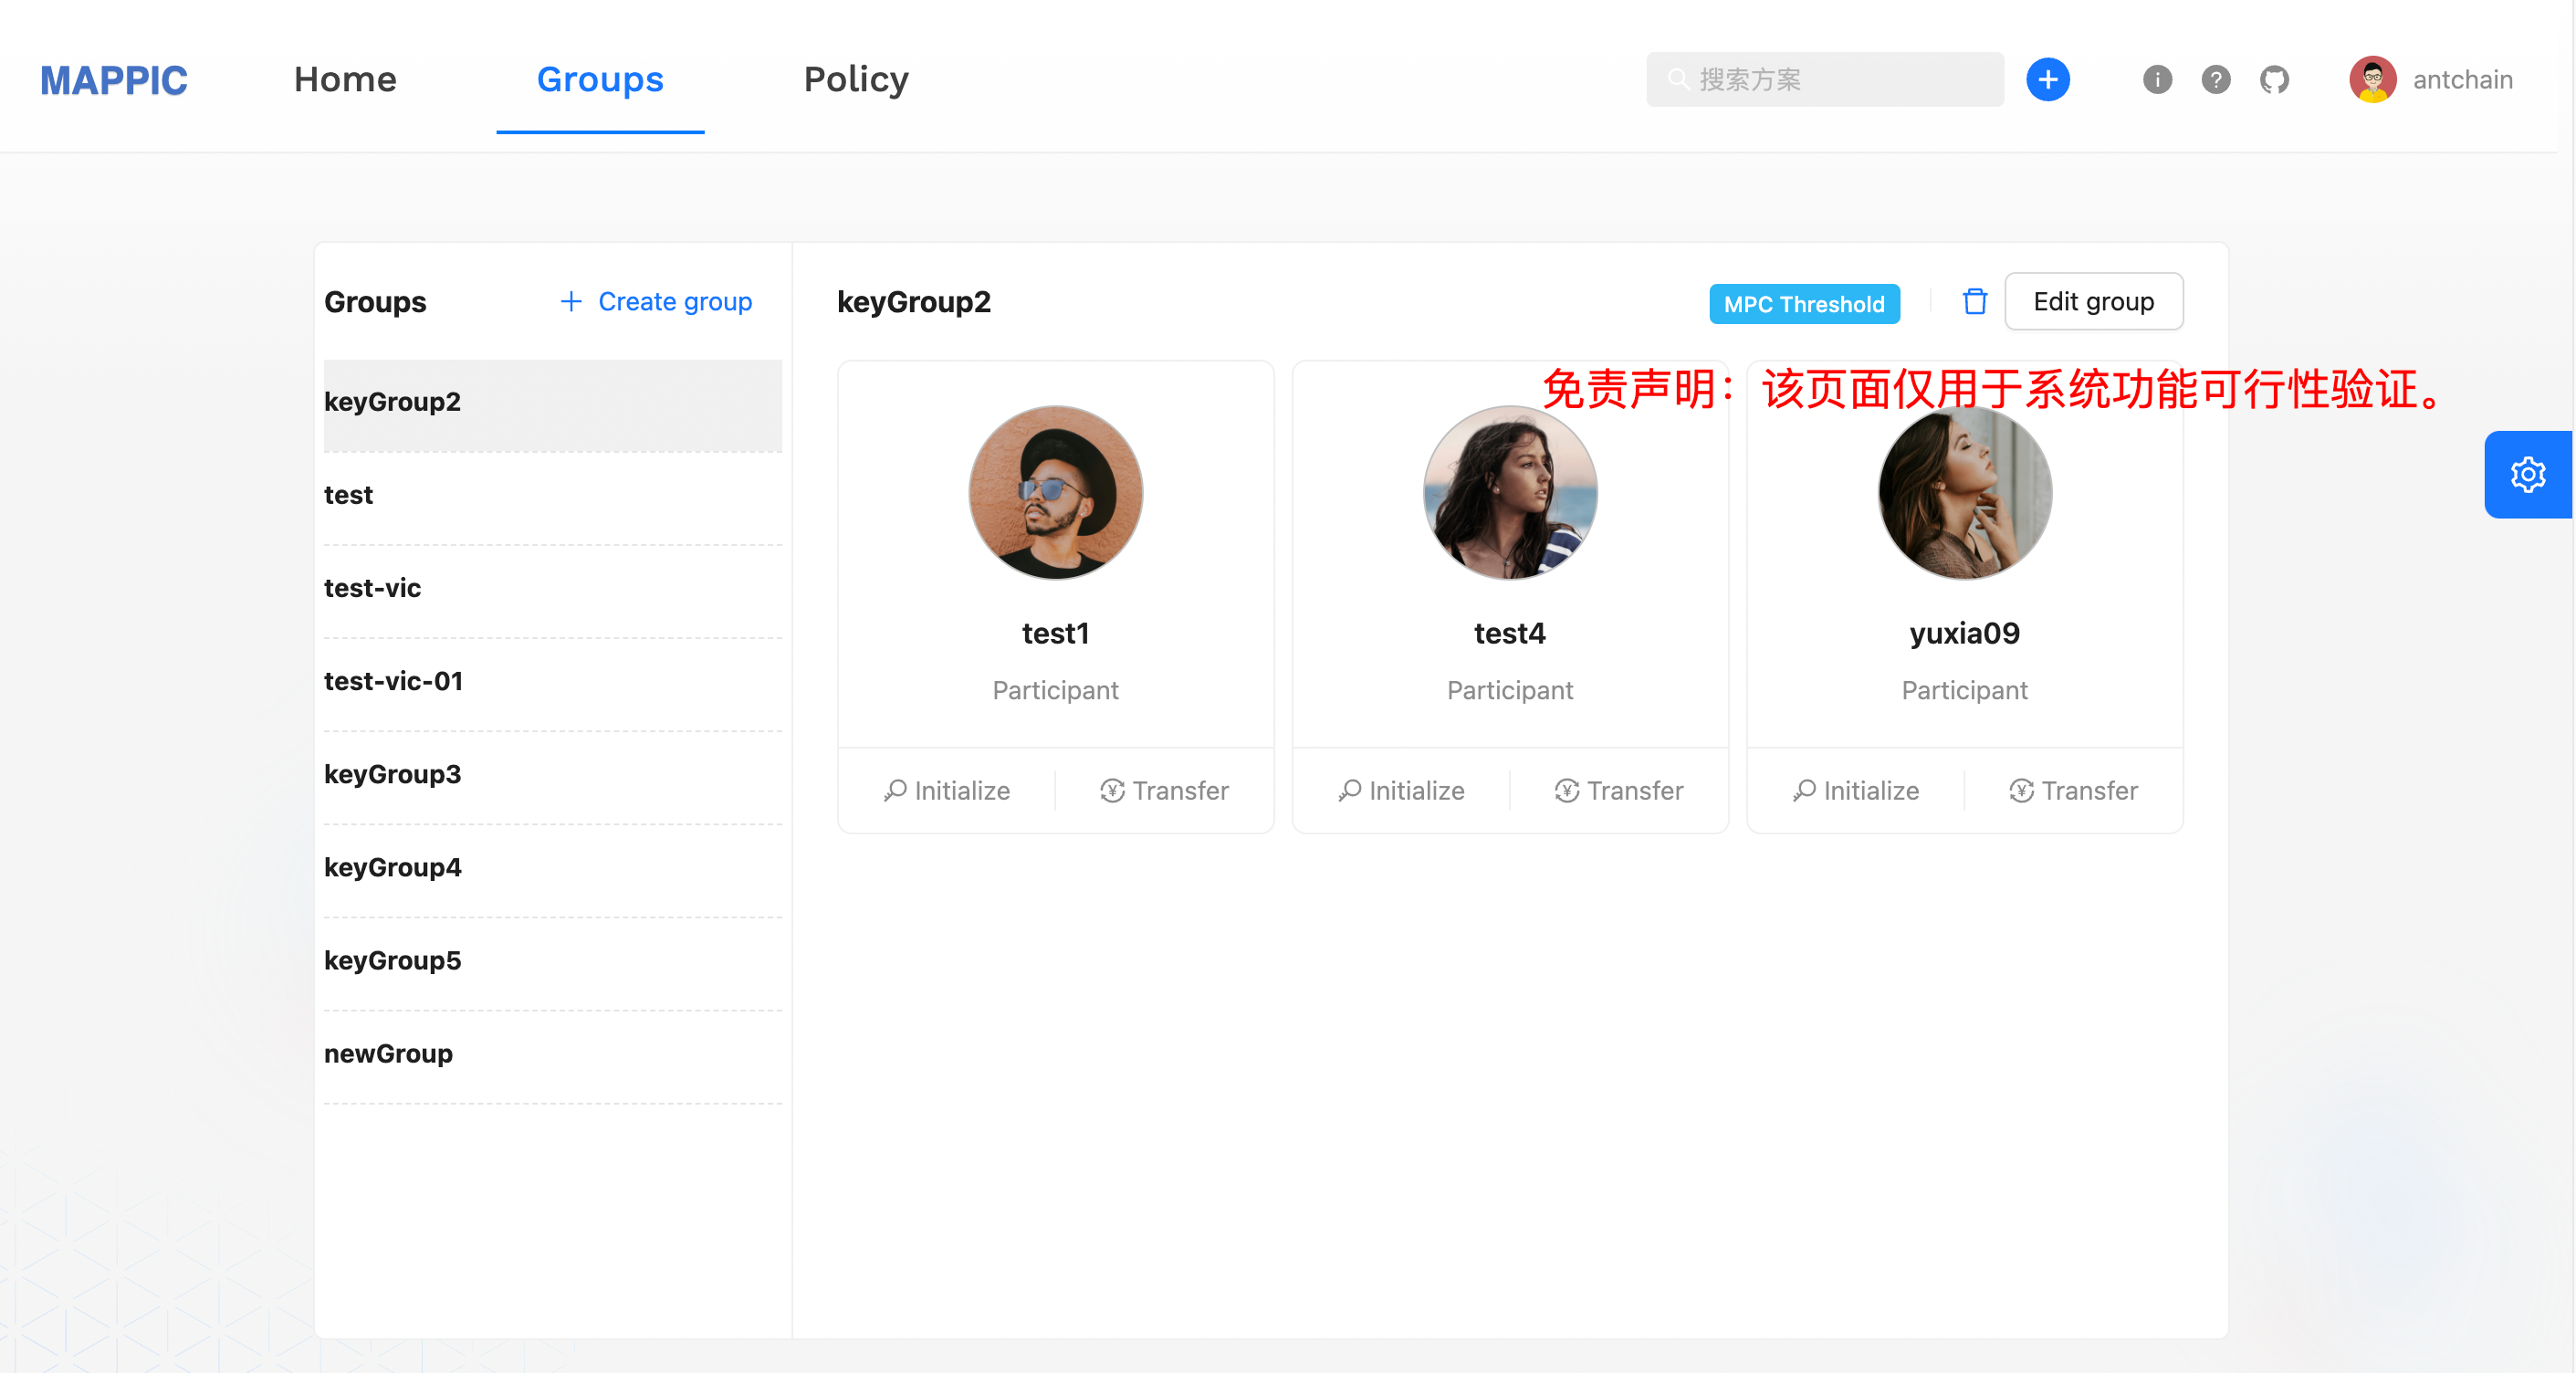 MAPPIC
Home
Groups
Policy
搜索方案
antchain
Groups
Create group
keyGroup2
test
test-vic
test-vic-01
keyGroup3
keyGroup4
keyGroup5
newGroup
keyGroup2
MPC Threshold
Edit group
免责声明：该页面仅用于系统功能可行性验证。
test1
Participant
Initialize
Transfer
test4
Participant
Initialize
Transfer
yuxia09
Participant
Initialize
Transfer